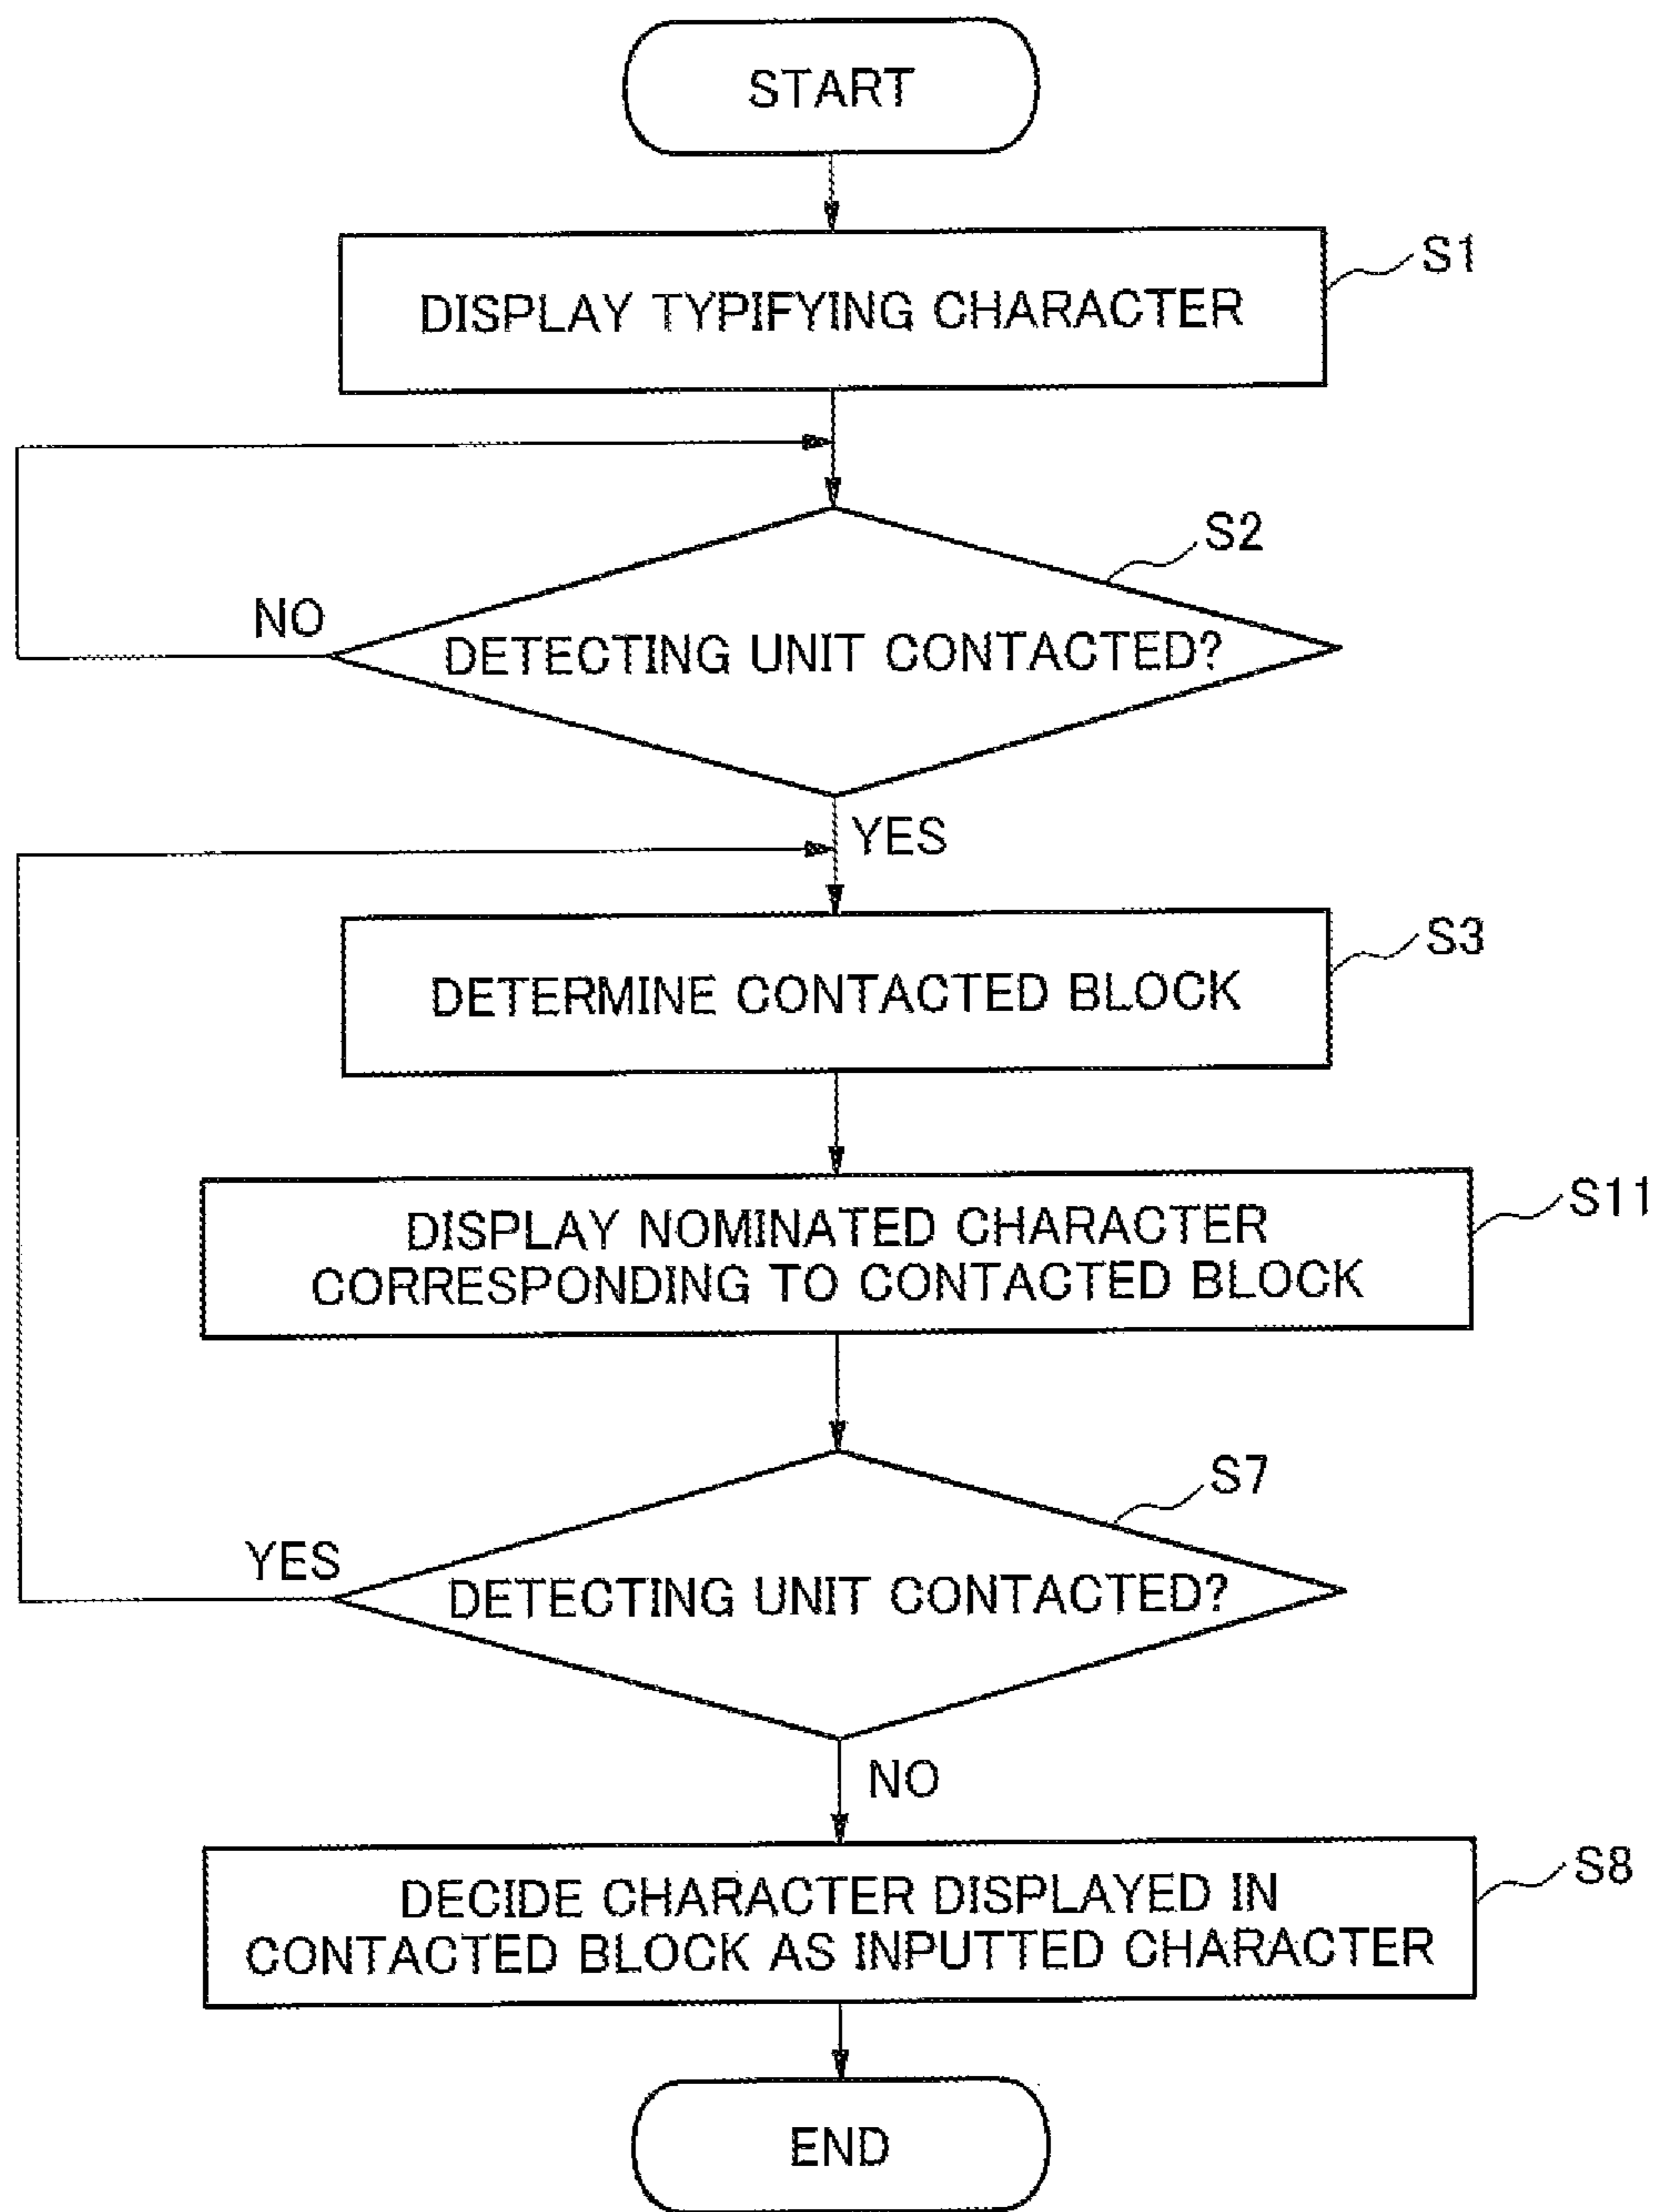 START
DISPLAY TYPIFYING CHARACTER
S1
S2
NO
DETECTING UNIT CONTACTED?
YES
S3
DETERMINE CONTACTED BLOCK
S11
DISPLAY NOMINATED CHARACTER
CORRESPONDING TO CONTACTED BLOCK
S7
YES
DETECTING UNIT CONTACTED?
NO
S8
DECIDE CHARACTER DISPLAYED IN
CONTACTED BLOCK AS INPUTTED CHARACTER
END